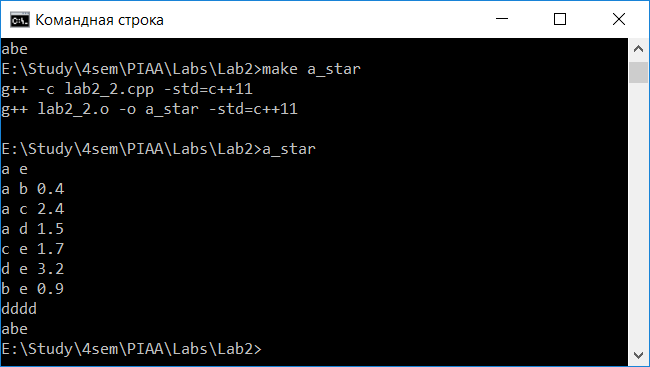 Командная строка
abe
E:\Study\4sem\PIAA\Labs\Lab2>make a_star
g++ -c lab2_2.cpp -std=c++11
g++ lab2_2.o -o a_star -std=c++11
E:\Study\4sem\PIAA\Labs\Lab2>a_star
a e
a b 0.4
a c 2.4
a d 1.5
c e 1.7
d e 3.2
b e 0.9
dddd
abe
E:\Study\4sem\PIAA\Labs\Lab2>